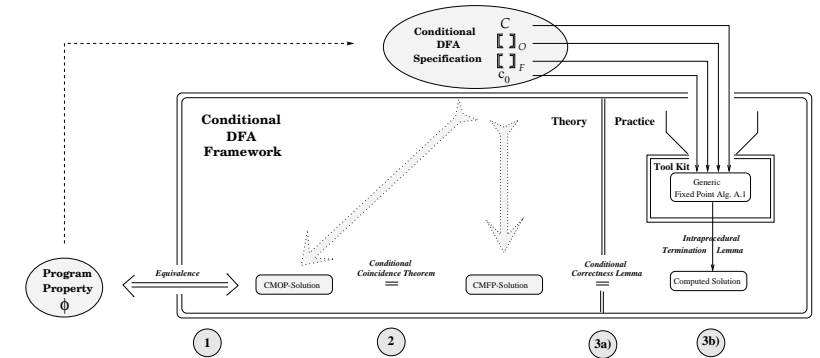 Conditional
DFA
Specification
C
⟦ ⟧ O
⟦ ⟧ F
c0
Conditional
DFA
Framework
Theory
Practice
Tool Kit
Generic
Fixed Point Alg. A.1
Intraprocedural
Termination Lemma
Program
Property
ϕ
Equivalence
CMOP-Solution
Conditional
Coincidence Theorem
=
CMFP-Solution
Conditional
Correctness Lemma
=
Computed Solution
1
2
3a)
3b)